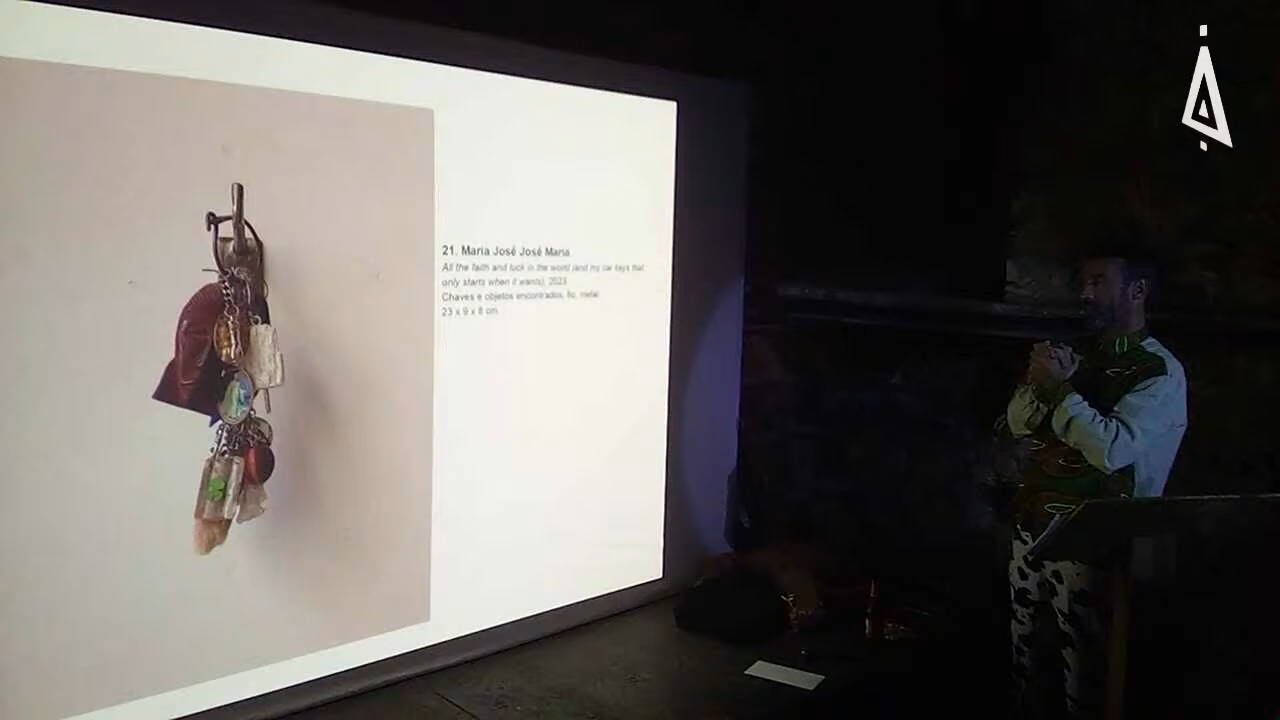 21. Maria José José Maria
All the faith and luck in the world (and my car keys that
only starts when it wants), 2023
Chaves e objetos encontrados, fio, metal
23 x 9 x 8 cm